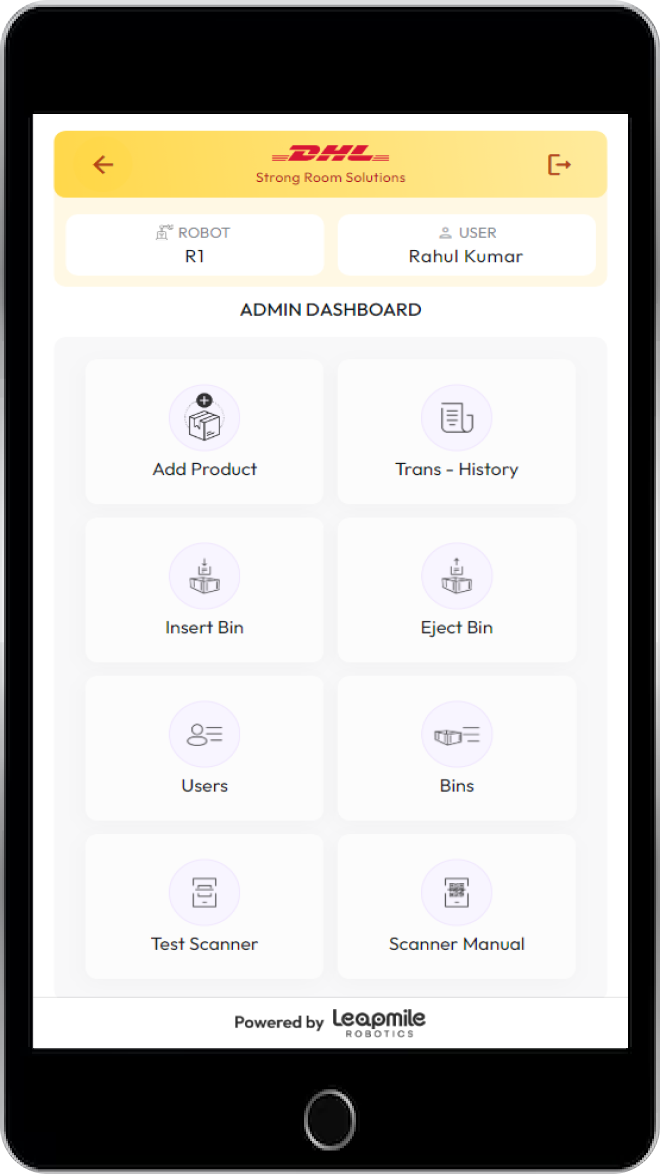 DHL
Strong Room Solutions
ROBOT
R1
USER
Rahul Kumar
ADMIN DASHBOARD
Add Product
Trans - History
Insert Bin
Eject Bin
Users
Bins
Test Scanner
Scanner Manual
Powered by Leapmile
ROBOTICS